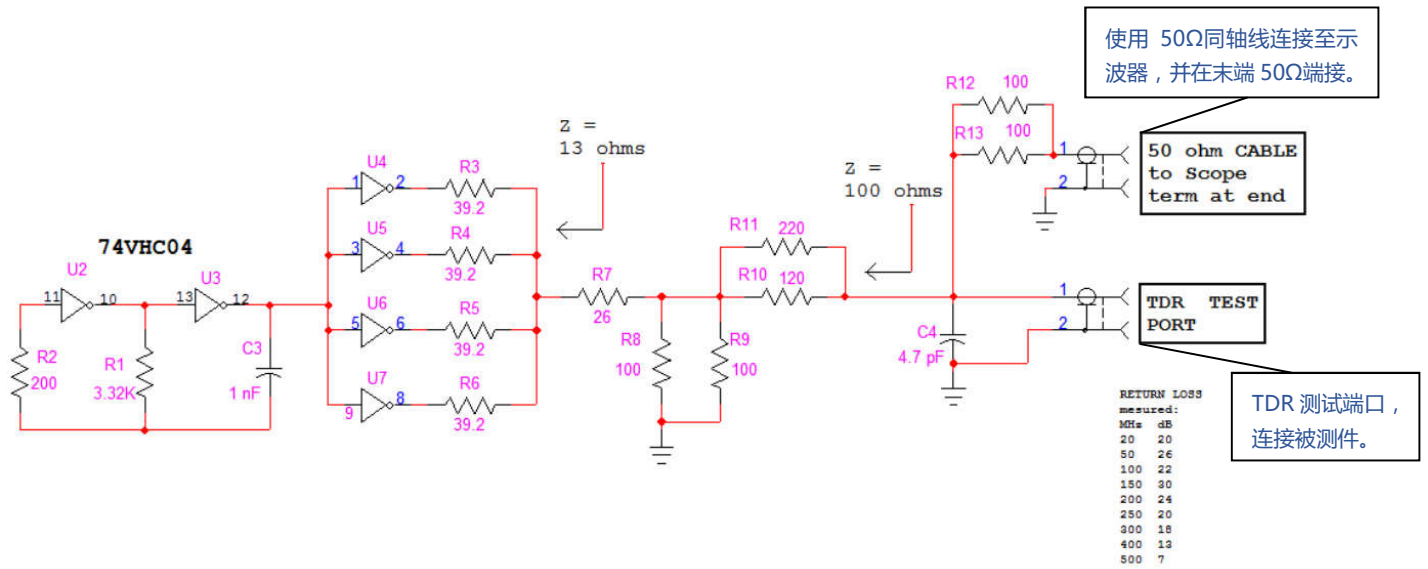 使用 50Ω同轴线连接至示
波器，并在末端 50Ω端接。
R12 100
R13 100
1
2
50 ohm CABLE
to Scope
term at end
Z =
13 ohms
Z =
100 ohms
U4
1 2
R3
39.2
U5
3 4
R4
39.2
U6
5 6
R5
39.2
U7
9 8
R6
39.2
74VHC04
U2
11 10
U3
13 12
R2
200
R1
3.32K
C3
1 nF
R7
26
R8
100
R9
100
R11
220
R10
120
C4
4.7 pF
1
2
TDR TEST
PORT
TDR 测试端口，
连接被测件。
RETURN LOSS
mesured:
MHz dB
20 20
50 26
100 22
150 30
200 24
250 20
300 18
400 13
500 7